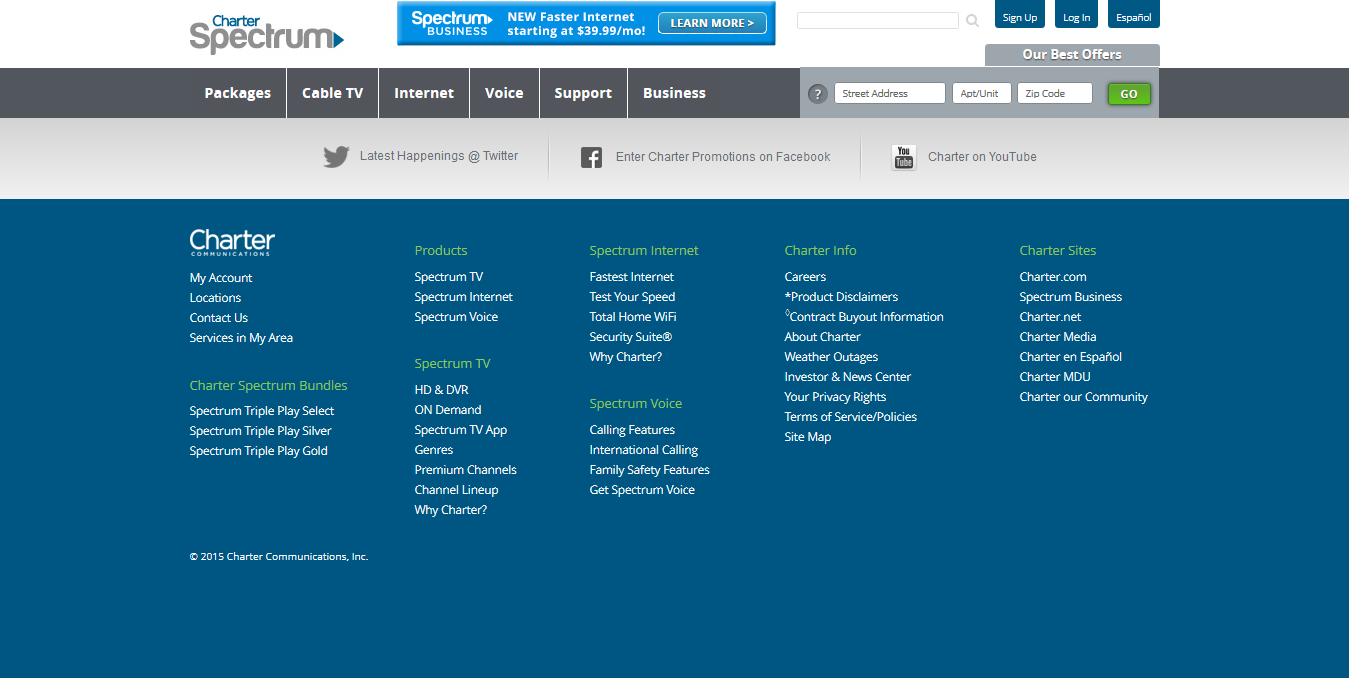 Charter
Spectrum
Spectrum
BUSINESS
NEW Faster Internet
starting at $39.99/mo!
LEARN MORE >
Sign Up
Log In
Español
Our Best Offers
Packages
Cable TV
Internet
Voice
Support
Business
?
Street Address
Apt/Unit
Zip Code
GO
Latest Happenings @ Twitter
Enter Charter Promotions on Facebook
You
Tube
Charter on YouTube
Charter
COMMUNICATIONS
My Account
Locations
Contact Us
Services in My Area
Charter Spectrum Bundles
Spectrum Triple Play Select
Spectrum Triple Play Silver
Spectrum Triple Play Gold
Products
Spectrum TV
Spectrum Internet
Spectrum Voice
Spectrum TV
HD & DVR
ON Demand
Spectrum TV App
Genres
Premium Channels
Channel Lineup
Why Charter?
Spectrum Internet
Fastest Internet
Test Your Speed
Total Home WiFi
Security Suite®
Why Charter?
Spectrum Voice
Calling Features
International Calling
Family Safety Features
Get Spectrum Voice
Charter Info
Careers
*Product Disclaimers
◊Contract Buyout Information
About Charter
Weather Outages
Investor & News Center
Your Privacy Rights
Terms of Service/Policies
Site Map
Charter Sites
Charter.com
Spectrum Business
Charter.net
Charter Media
Charter en Español
Charter MDU
Charter our Community
© 2015 Charter Communications, Inc.